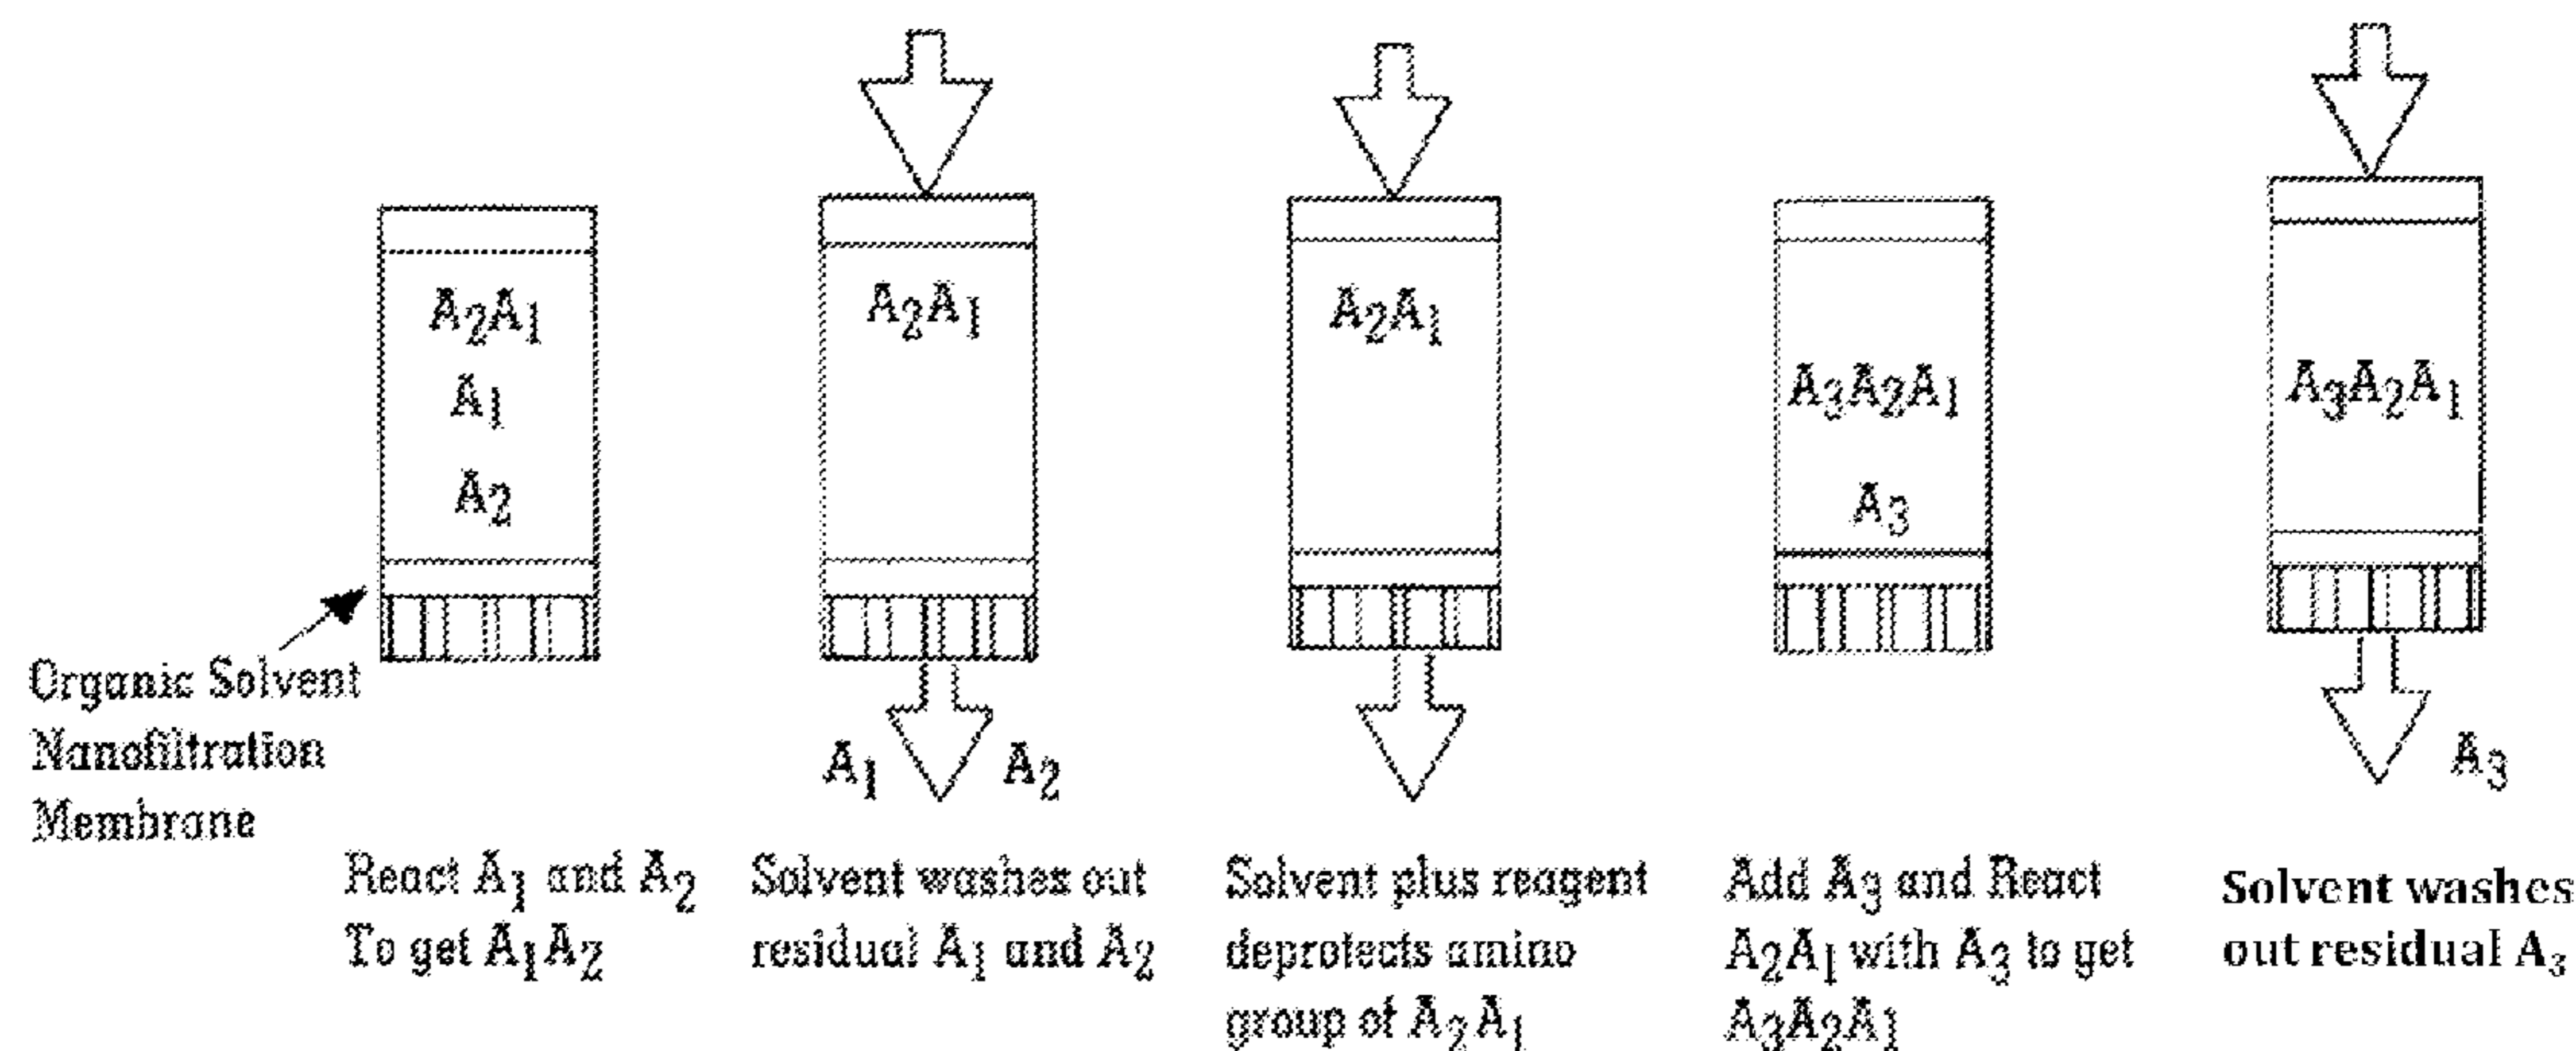 A₂A₁
A₁
A₂
A₂A₁
A₂A₁
A₃A₂A₁
A₃
A₃A₂A₁
Organic Solvent
Nanofiltration
Membrane
A₁
A₂
A₃
React A₁ and A₂
To get A₁A₂
Solvent washes out
residual A₁ and A₂
Solvent plus reagent
deprotects amino
group of A₂A₁
Add A₃ and React
A₂A₁ with A₃ to get
A₃A₂A₁
Solvent washes
out residual A₃